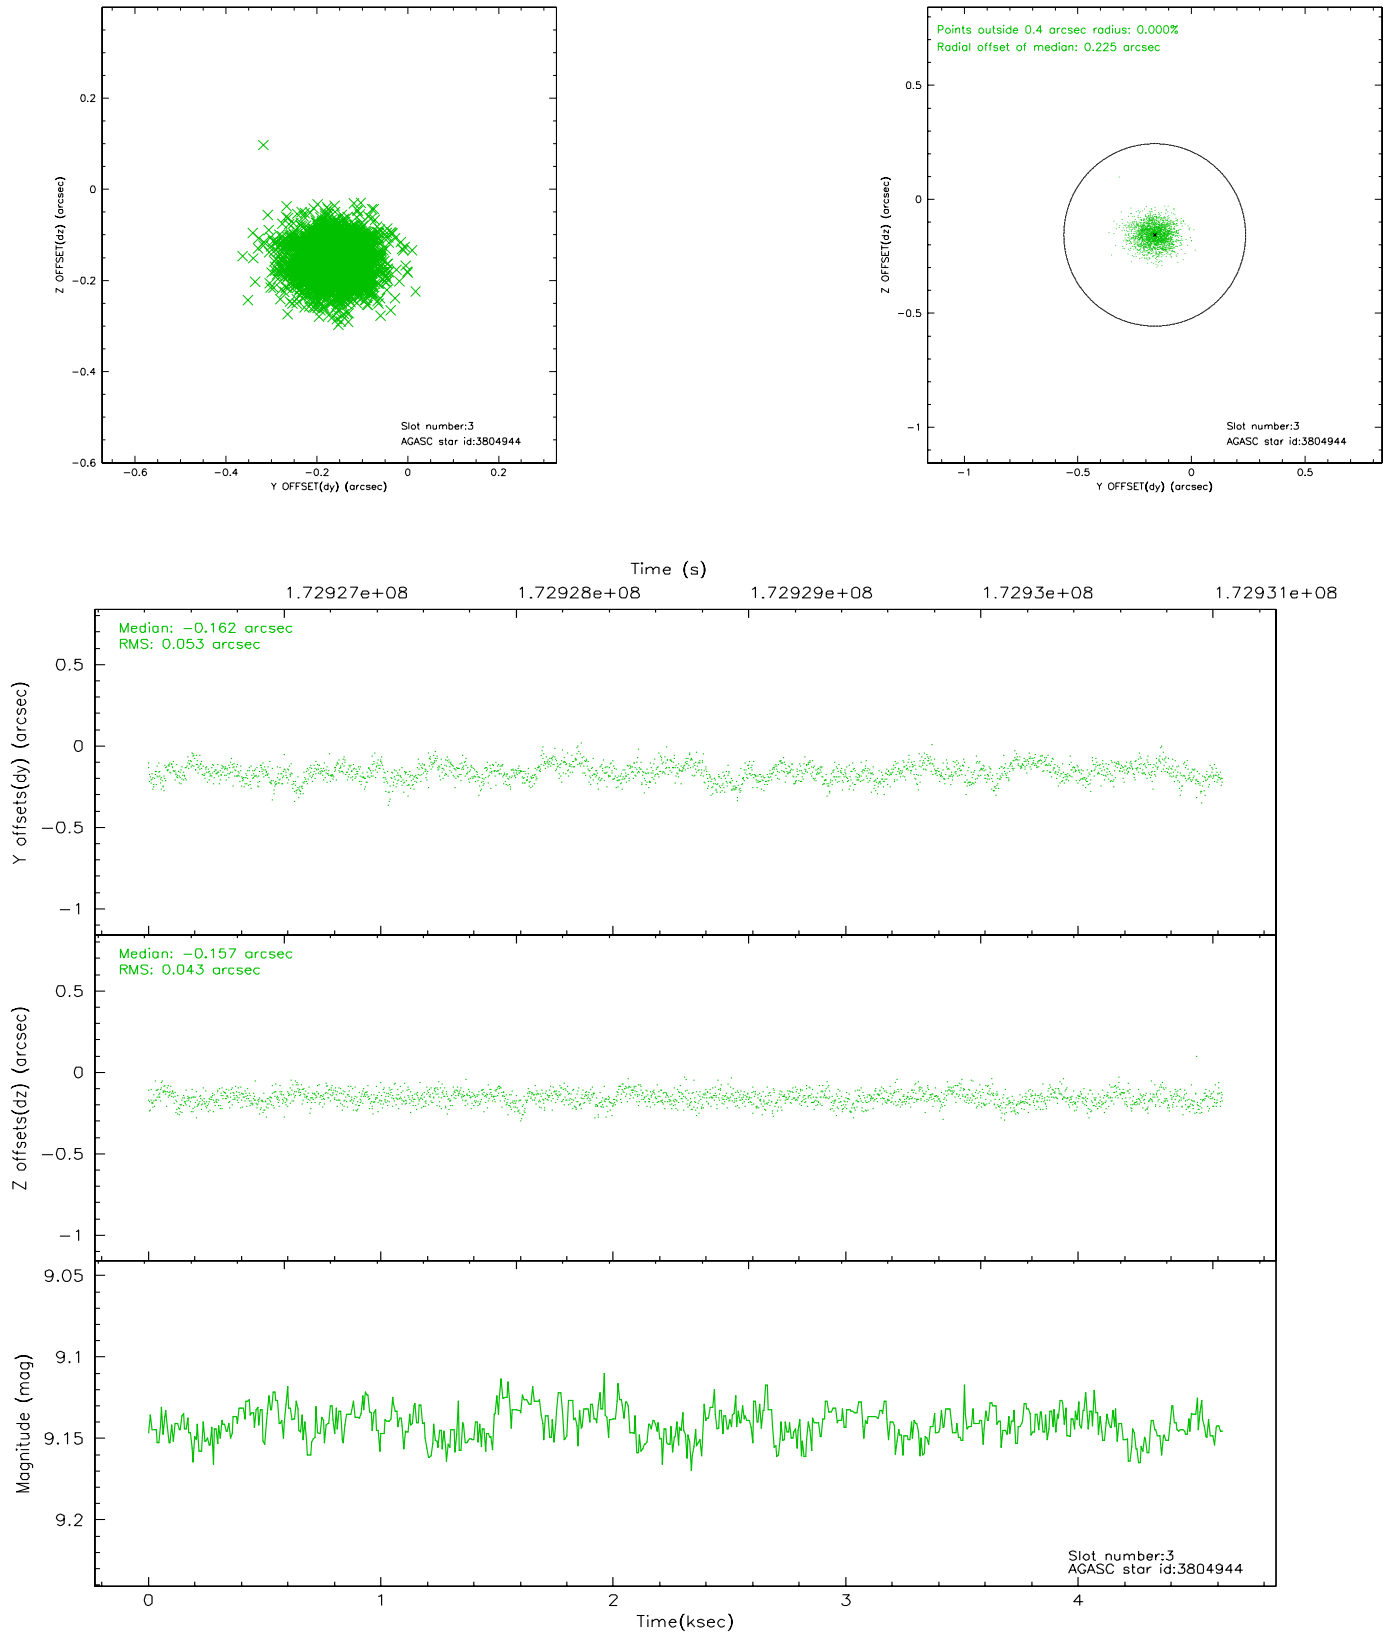 0.2
0
−0.2
−0.4
−0.6
Z OFFSET(dz) (arcsec)
−0.6 −0.4 −0.2 0 0.2
Y OFFSET(dy) (arcsec)
Slot number:3
AGASC star id:3804944
Points outside 0.4 arcsec radius: 0.000%
Radial offset of median: 0.225 arcsec
0.5
0
−0.5
−1
Z OFFSET(dz) (arcsec)
−1 −0.5 0 0.5
Y OFFSET(dy) (arcsec)
Slot number:3
AGASC star id:3804944
Time (s)
1.72927e+08 1.72928e+08 1.72929e+08 1.7293e+08 1.72931e+08
Median: −0.162 arcsec
RMS: 0.053 arcsec
0.5
0
−0.5
−1
Y offsets(dy) (arcsec)
Median: −0.157 arcsec
RMS: 0.043 arcsec
0.5
0
−0.5
−1
Z offsets(dz) (arcsec)
9.05
9.1
9.15
9.2
Magnitude (mag)
Slot number:3
AGASC star id:3804944
0 1 2 3 4
Time(ksec)